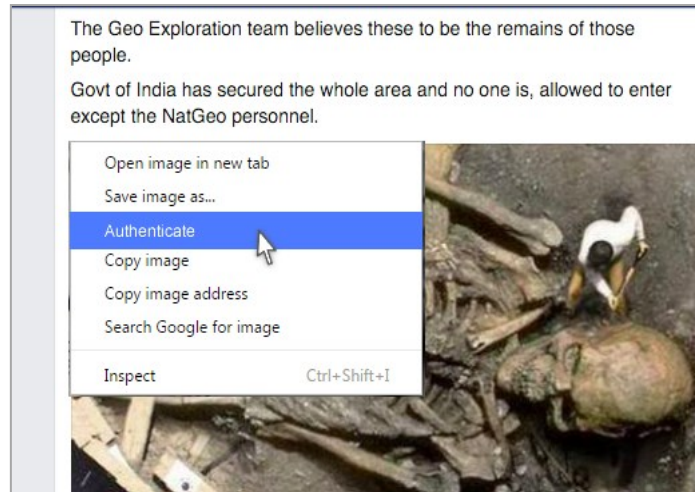 The Geo Exploration team believes these to be the remains of those
people.
Govt of India has secured the whole area and no one is, allowed to enter
except the NatGeo personnel.
Open image in new tab
Save image as...
Authenticate
Copy image
Copy image address
Search Google for image
Inspect Ctrl+Shift+I